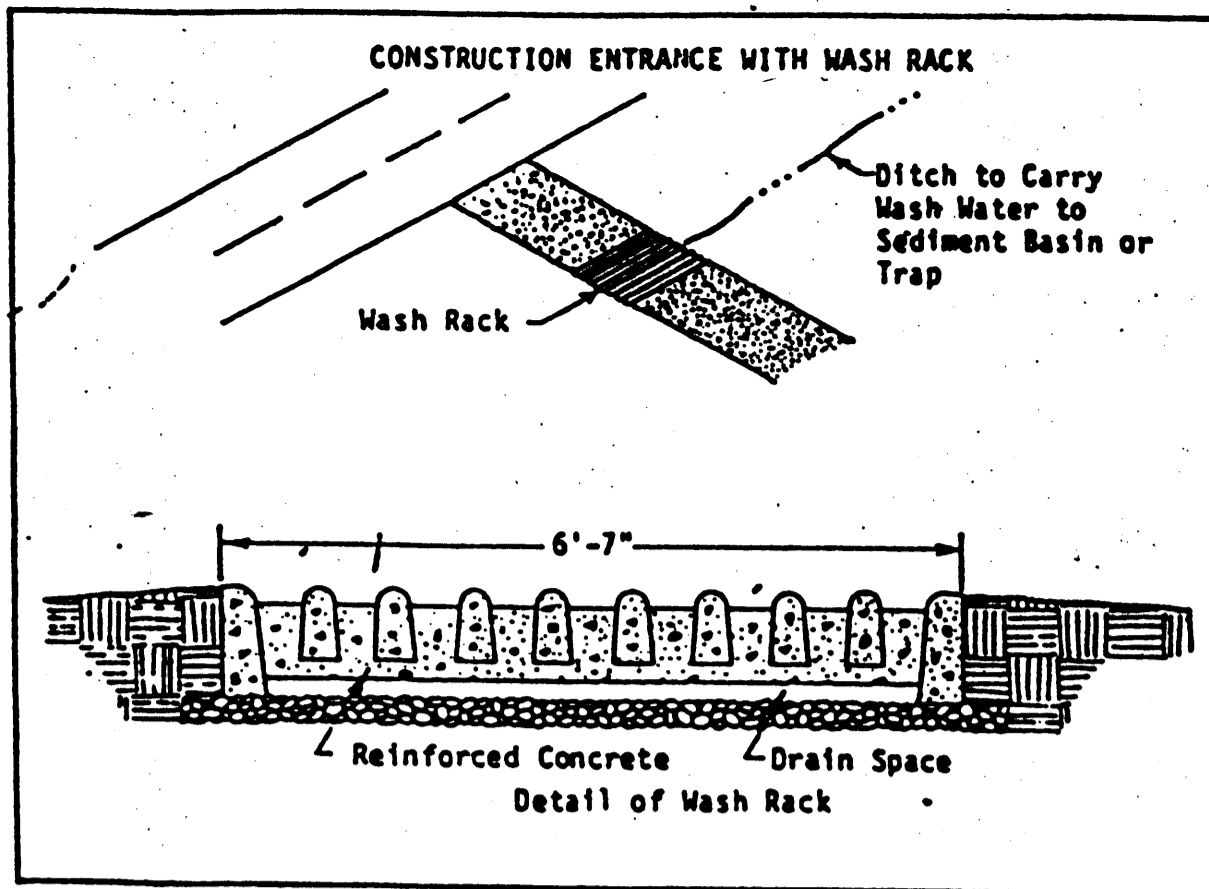 CONSTRUCTION ENTRANCE WITH WASH RACK
Ditch to Carry
Wash Water to
Sediment Basin or
Trap
Wash Rack
6'-7"
Reinforced Concrete
Drain Space
Detail of Wash Rack